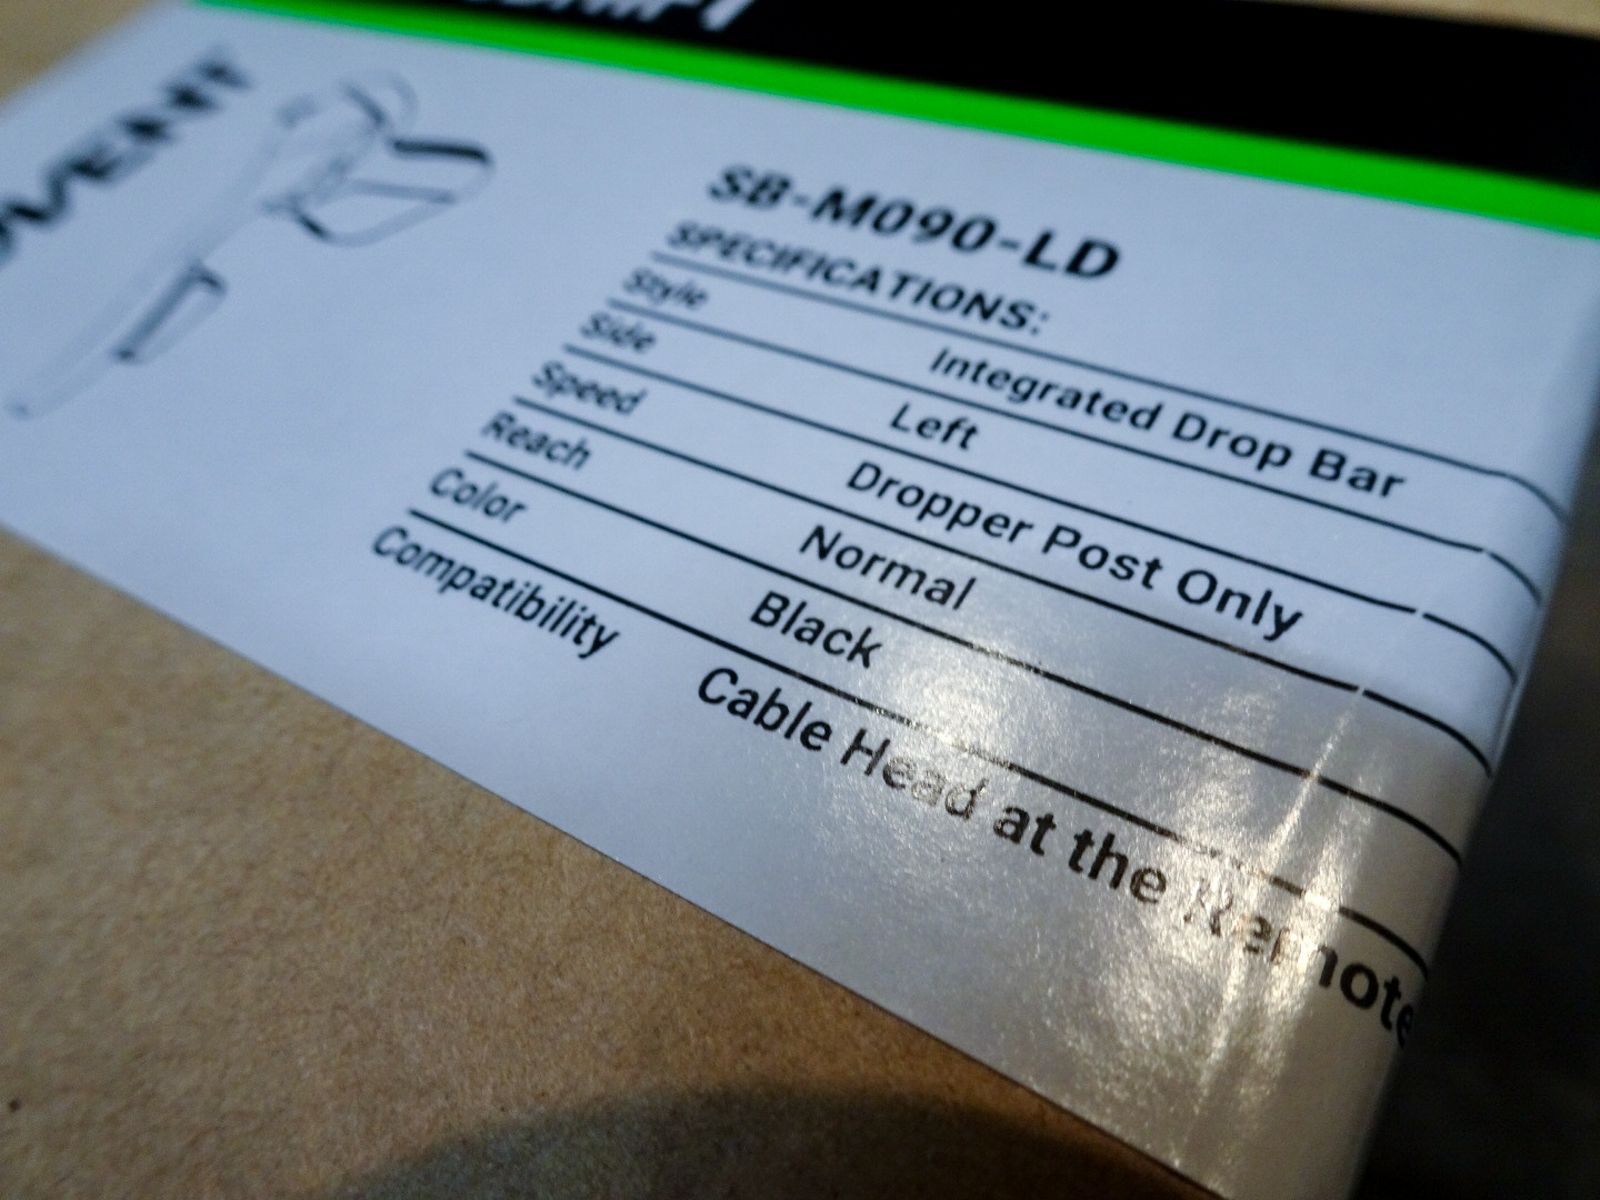 SB-M090-LD
SPECIFICATIONS:
Style Integrated Drop Bar
Side Left
Speed Dropper Post Only
Reach Normal
Color Black
Compatibility Cable Head at the Remote